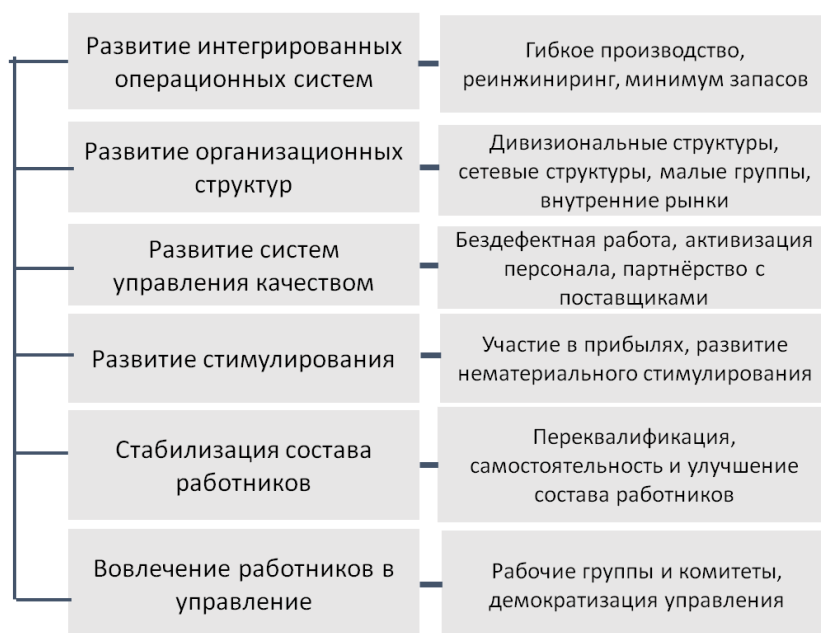 Развитие интегрированных
операционных систем
Гибкое производство,
реинжиниринг, минимум запасов
Развитие организационных
структур
Дивизиональные структуры,
сетевые структуры, малые группы,
внутренние рынки
Развитие систем
управления качеством
Бездефектная работа, активизация
персонала, партнёрство с
поставщиками
Развитие стимулирования
Участие в прибылях, развитие
нематериального стимулирования
Стабилизация состава
работников
Переквалификация,
самостоятельность и улучшение
состава работников
Вовлечение работников в
управление
Рабочие группы и комитеты,
демократизация управления